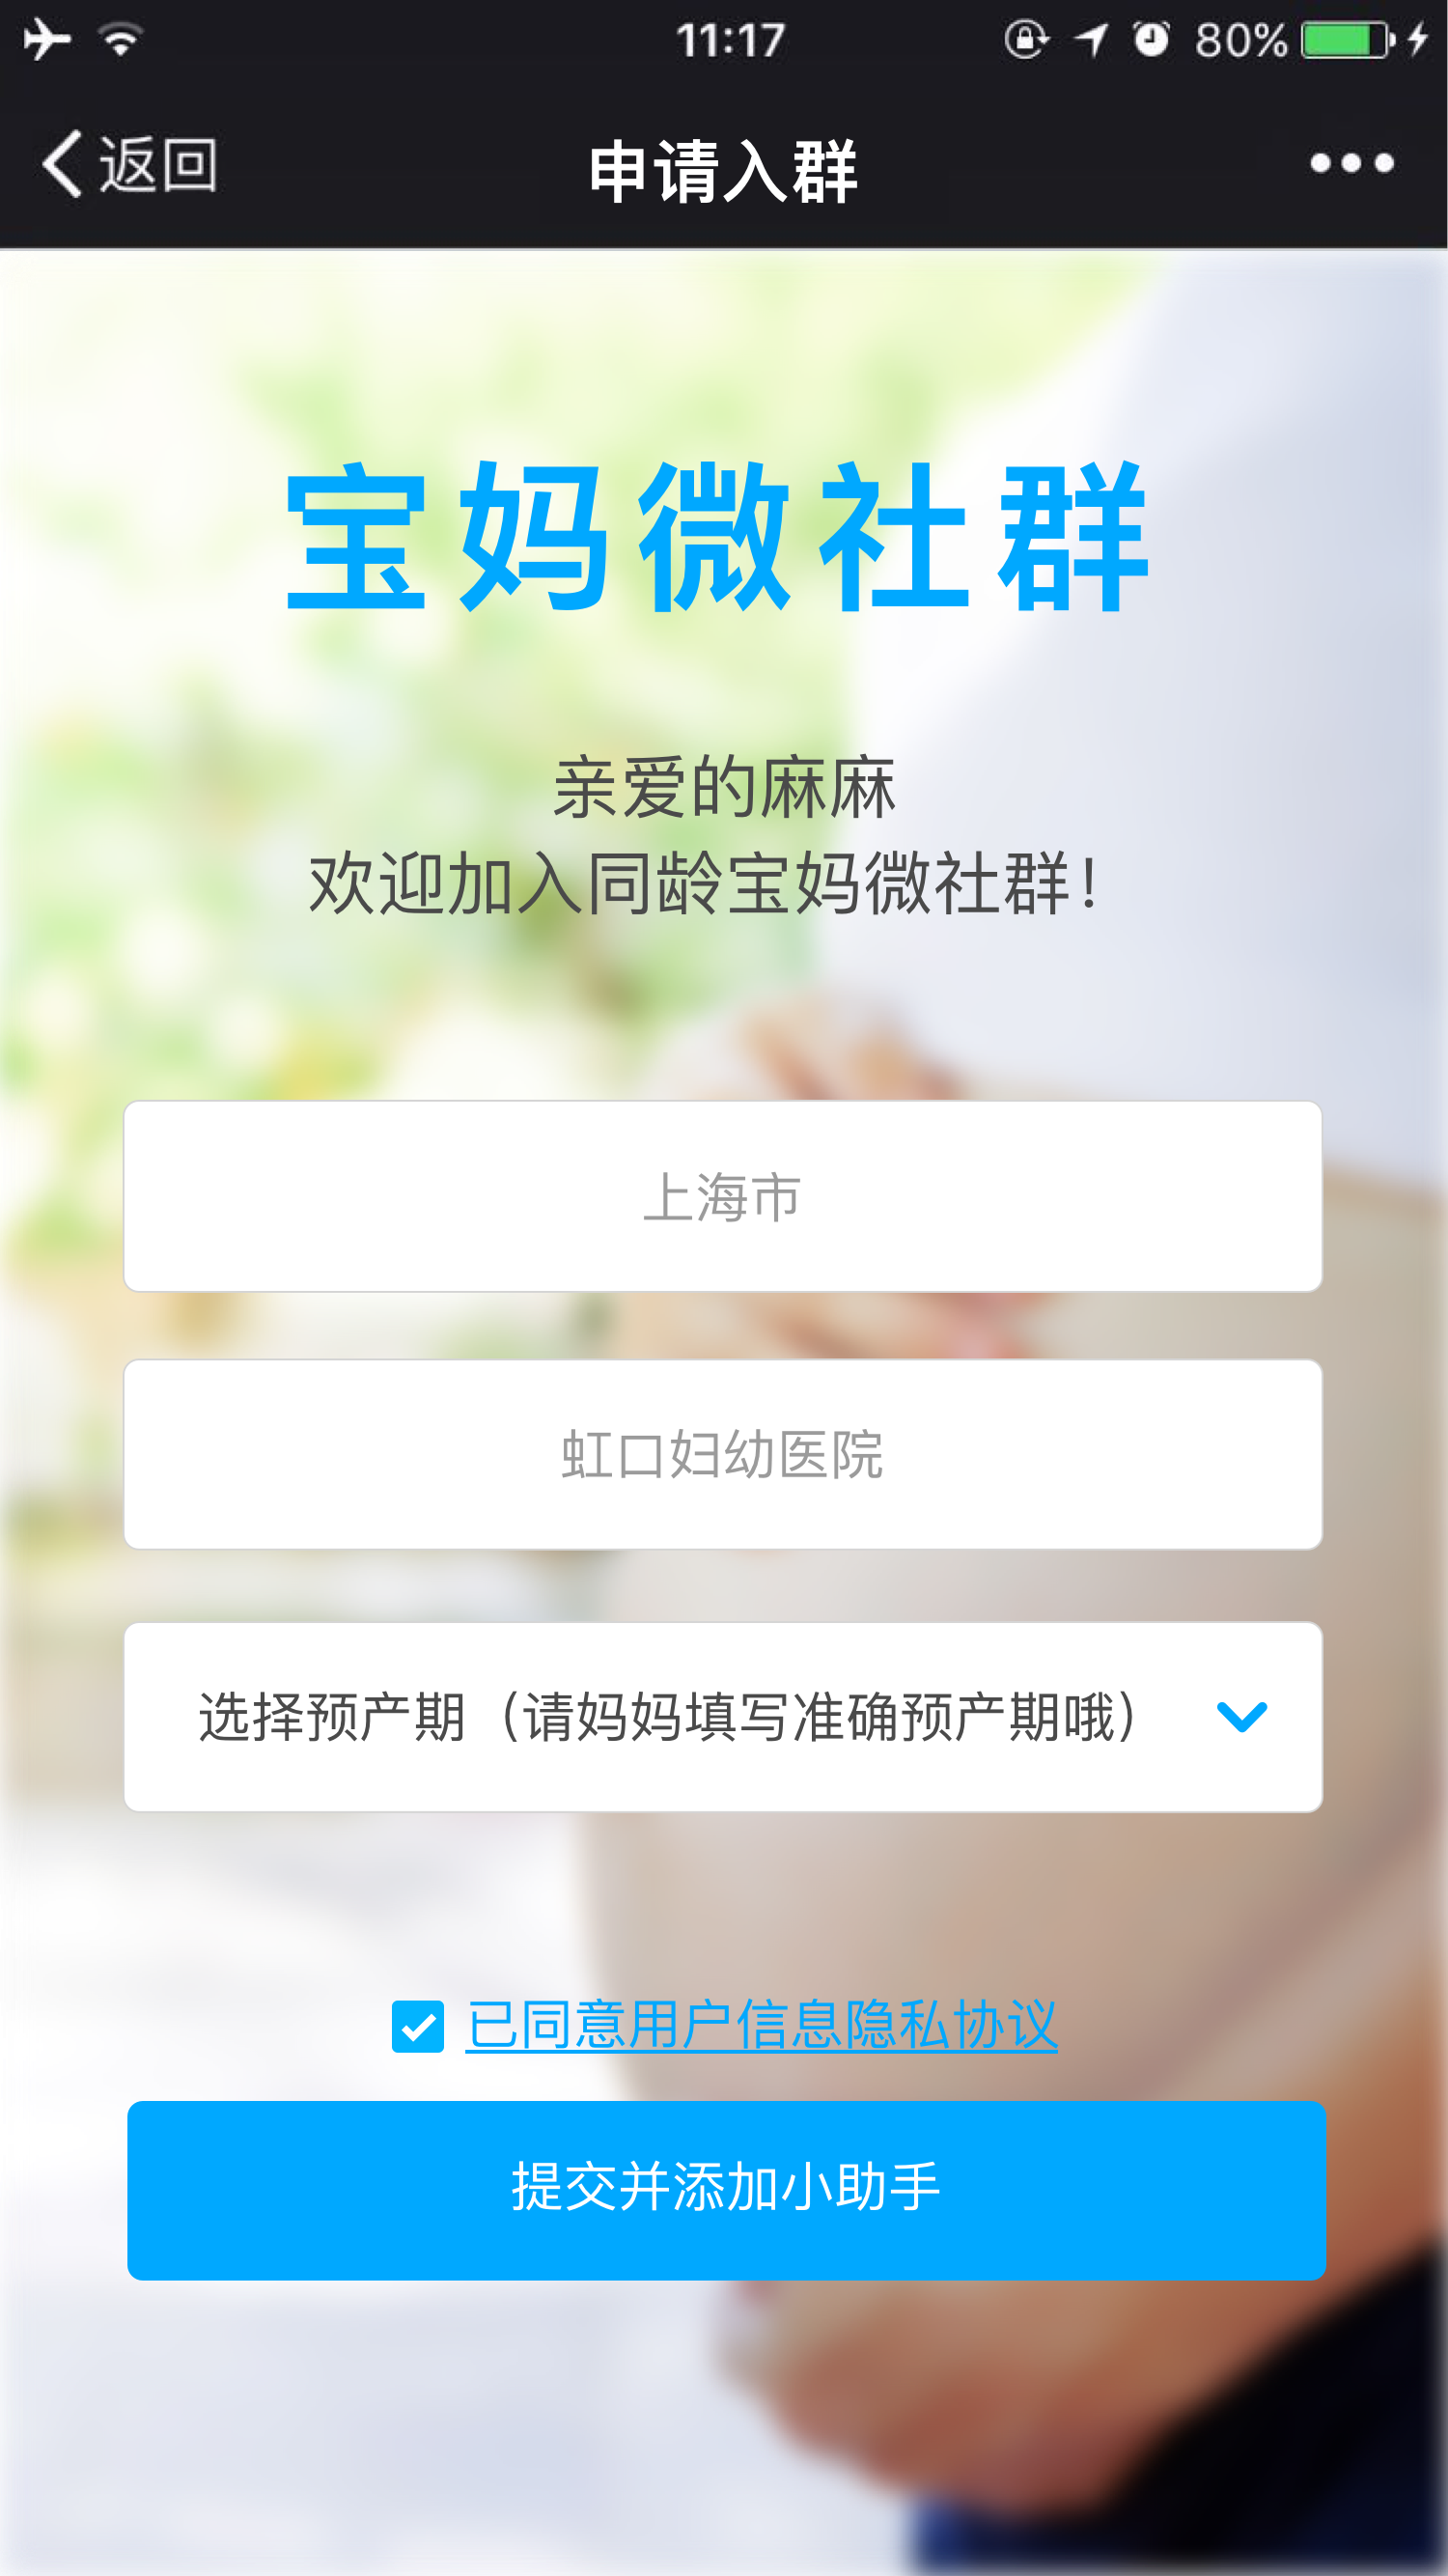 11:17
80%
返回
申请入群
宝妈微社群
亲爱的麻麻
欢迎加入同龄宝妈微社群！
上海市
虹口妇幼医院
选择预产期（请妈妈填写准确预产期哦）
已同意用户信息隐私协议
提交并添加小助手